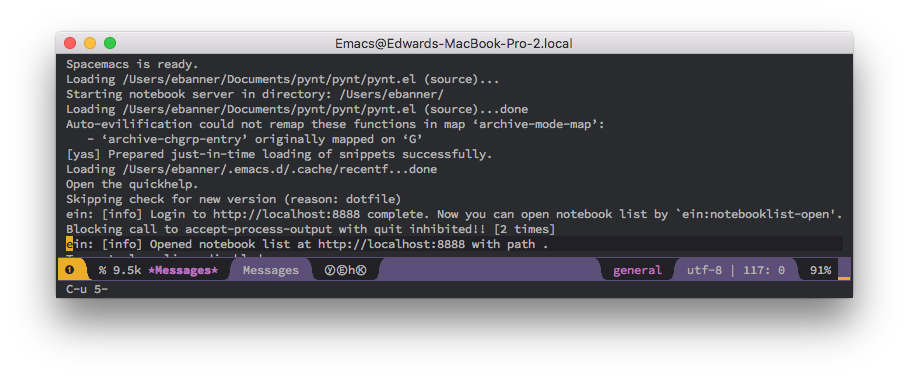 Emacs@Edwards-MacBook-Pro-2.local
Spacemacs is ready.
Loading /Users/ebanner/Documents/pynt/pynt/pynt.el (source)...
Starting notebook server in directory: /Users/ebanner/
Loading /Users/ebanner/Documents/pynt/pynt/pynt.el (source)...done
Auto-evilification could not remap these functions in map ‘archive-mode-map’:
- ‘archive-chgrp-entry’ originally mapped on ‘G’
[yas] Prepared just-in-time loading of snippets successfully.
Loading /Users/ebanner/.emacs.d/.cache/recentf...done
Open the quickhelp.
Skipping check for new version (reason: dotfile)
ein: [info] Login to http://localhost:8888 complete. Now you can open notebook list by `ein:notebooklist-open'.
Blocking call to accept-process-output with quit inhibited!! [2 times]
ein: [info] Opened notebook list at http://localhost:8888 with path .
❶ % 9.5k *Messages* Messages ⓨⒺhⓀ general utf-8 | 117: 0 91%
C-u 5-